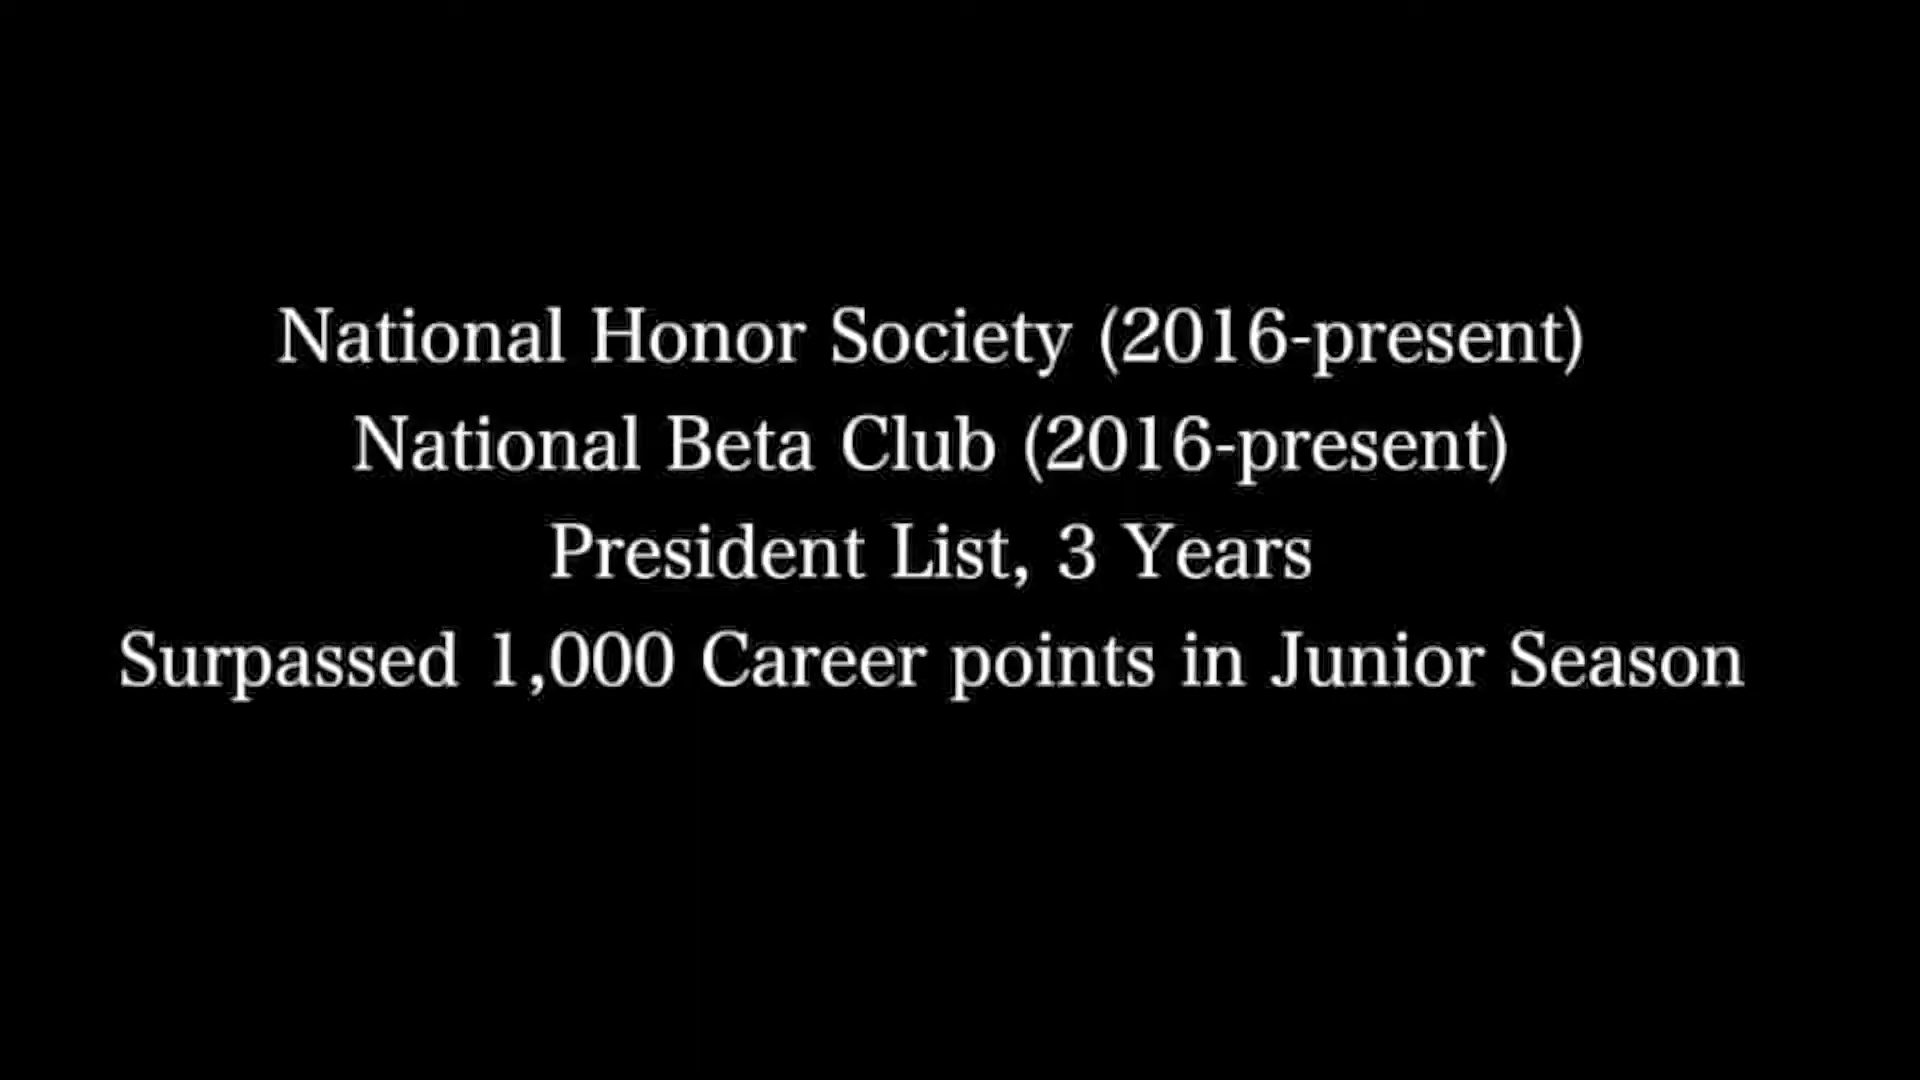 National Honor Society (2016-present)
National Beta Club (2016-present)
President List, 3 Years
Surpassed 1,000 Career points in Junior Season